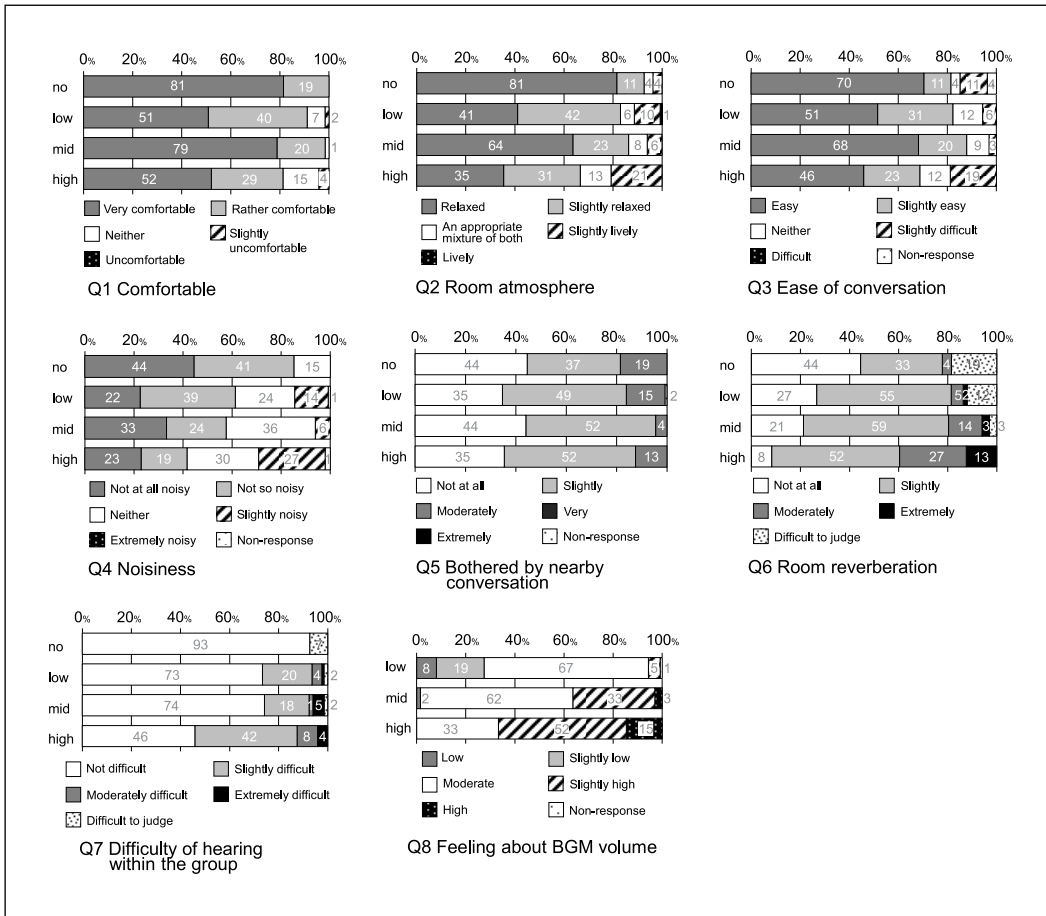 0% 20% 40% 60% 80% 100%
no 81 19
low 51 40 7 2
mid 79 20 1
high 52 29 15 4
Very comfortable Rather comfortable
Neither Slightly uncomfortable
Uncomfortable
Q1 Comfortable
0% 20% 40% 60% 80% 100%
no 81 11 4 4
low 41 42 6 10 1
mid 64 23 8 6
high 35 31 13 21
Relaxed Slightly relaxed
An appropriate mixture of both Slightly lively
Lively
Q2 Room atmosphere
0% 20% 40% 60% 80% 100%
no 70 11 4 11 4
low 51 31 12 6
mid 68 20 9 3
high 46 23 12 19
Easy Slightly easy
Neither Slightly difficult
Difficult Non-response
Q3 Ease of conversation
0% 20% 40% 60% 80% 100%
no 44 41 15
low 22 39 24 14 1
mid 33 24 36 6
high 23 19 30 27 1
Not at all noisy Not so noisy
Neither Slightly noisy
Extremely noisy Non-response
Q4 Noisiness
0% 20% 40% 60% 80% 100%
no 44 37 19
low 35 49 15 2
mid 44 52 4
high 35 52 13
Not at all Slightly
Moderately Very
Extremely Non-response
Q5 Bothered by nearby
conversation
0% 20% 40% 60% 80% 100%
no 44 33 4 19
low 27 55 5 2 12
mid 21 59 14 3 3
high 8 52 27 13
Not at all Slightly
Moderately Extremely
Difficult to judge
Q6 Room reverberation
0% 20% 40% 60% 80% 100%
no 93 7
low 73 20 4 2
mid 74 18 1 5 2
high 46 42 8 4
Not difficult Slightly difficult
Moderately difficult Extremely difficult
Difficult to judge
Q7 Difficulty of hearing
within the group
0% 20% 40% 60% 80% 100%
low 8 19 67 5 1
mid 2 62 33 3
high 33 52 15
Low Slightly low
Moderate Slightly high
High Non-response
Q8 Feeling about BGM volume